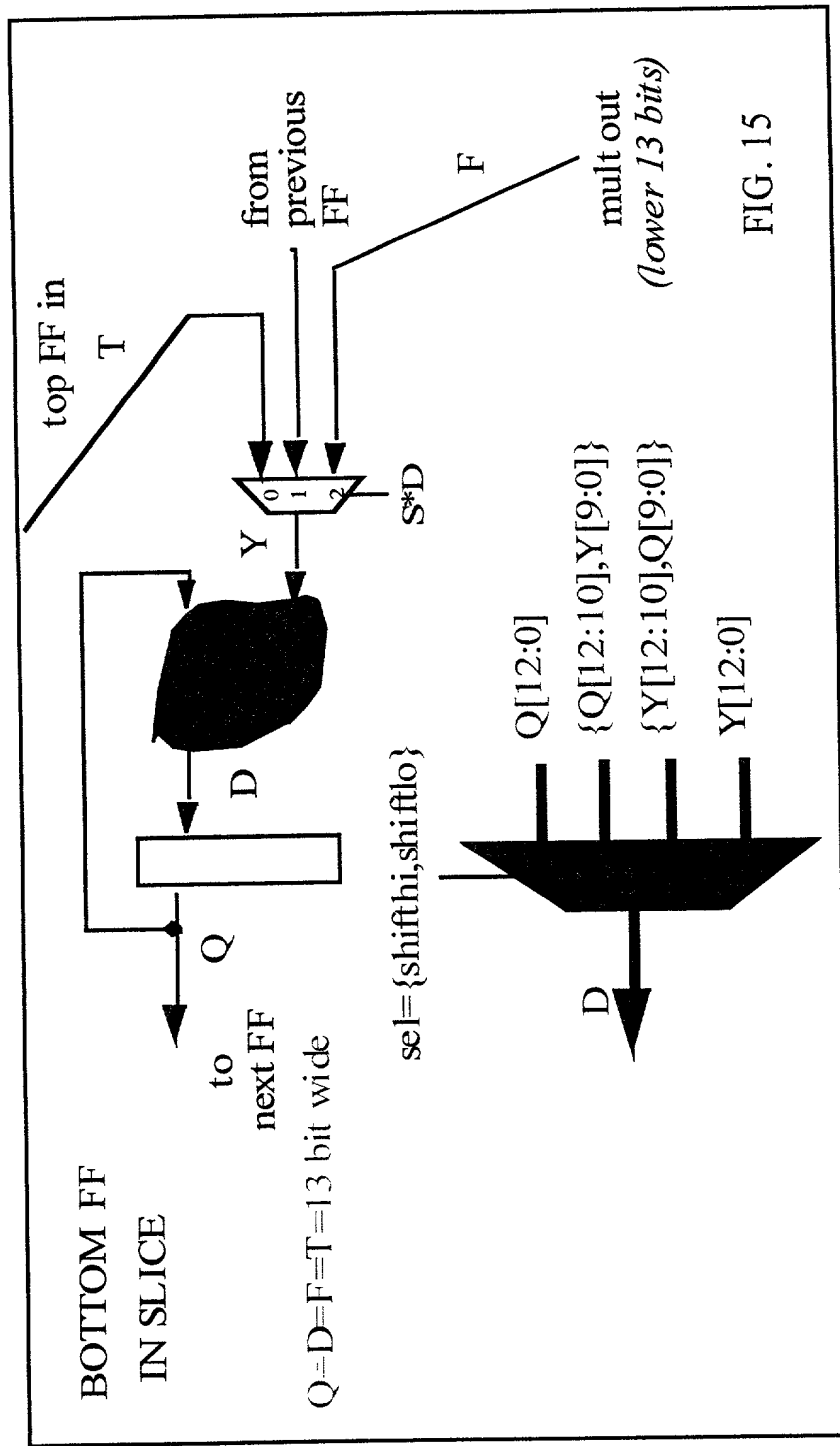 BOTTOM FF
IN SLICE
Q=D=F=T=13 bit wide
to
next FF
Q
D
Y
top FF in
T
0
1
2
S*D
from
previous
FF
F
mult out
(lower 13 bits)
sel={shifthi,shiftlo}
D
Q[12:0]
{Q[12:10],Y[9:0]}
{Y[12:10],Q[9:0]}
Y[12:0]
FIG. 15